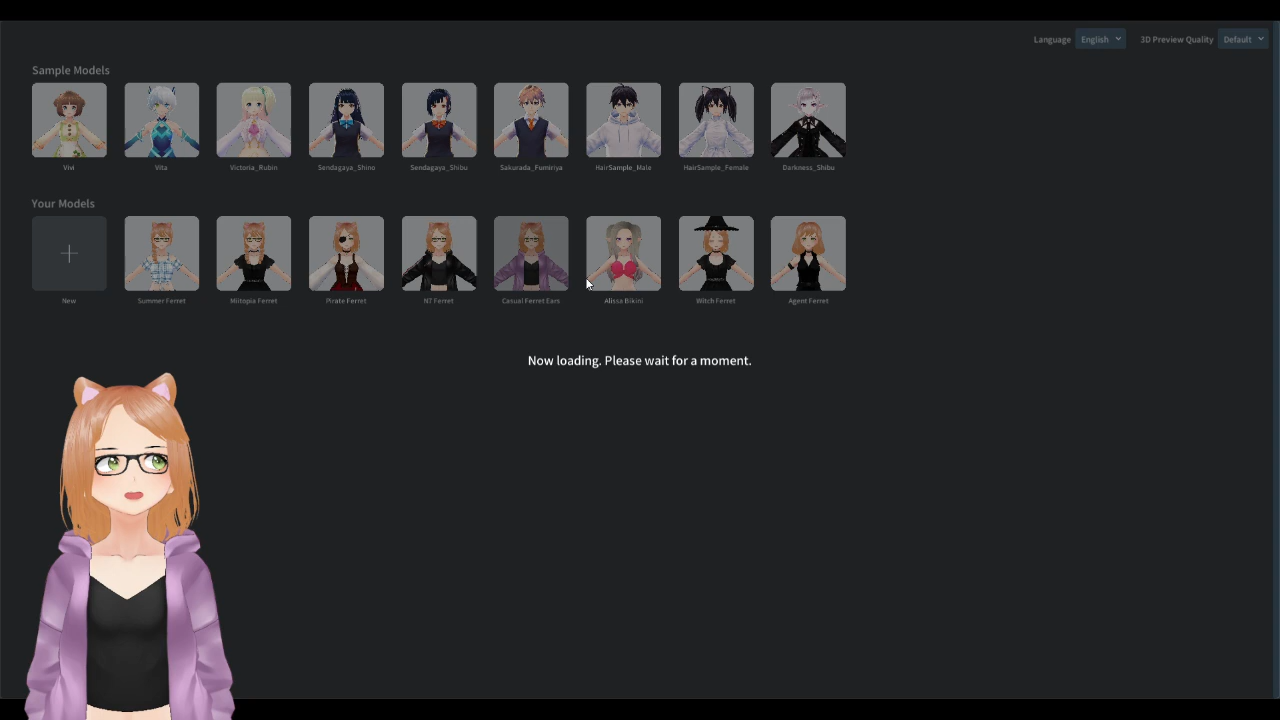 Language English 3D Preview Quality Default
Sample Models
Vivi Vita Victoria_Rubin Sendagaya_Shino Sendagaya_Shibu Sakurada_Fumiriya HairSample_Male HairSample_Female Darkness_Shibu
Your Models
New Summer Ferret Miitopia Ferret Pirate Ferret N7 Ferret Casual Ferret Ears Alissa Bikini Witch Ferret Agent Ferret
Now loading. Please wait for a moment.